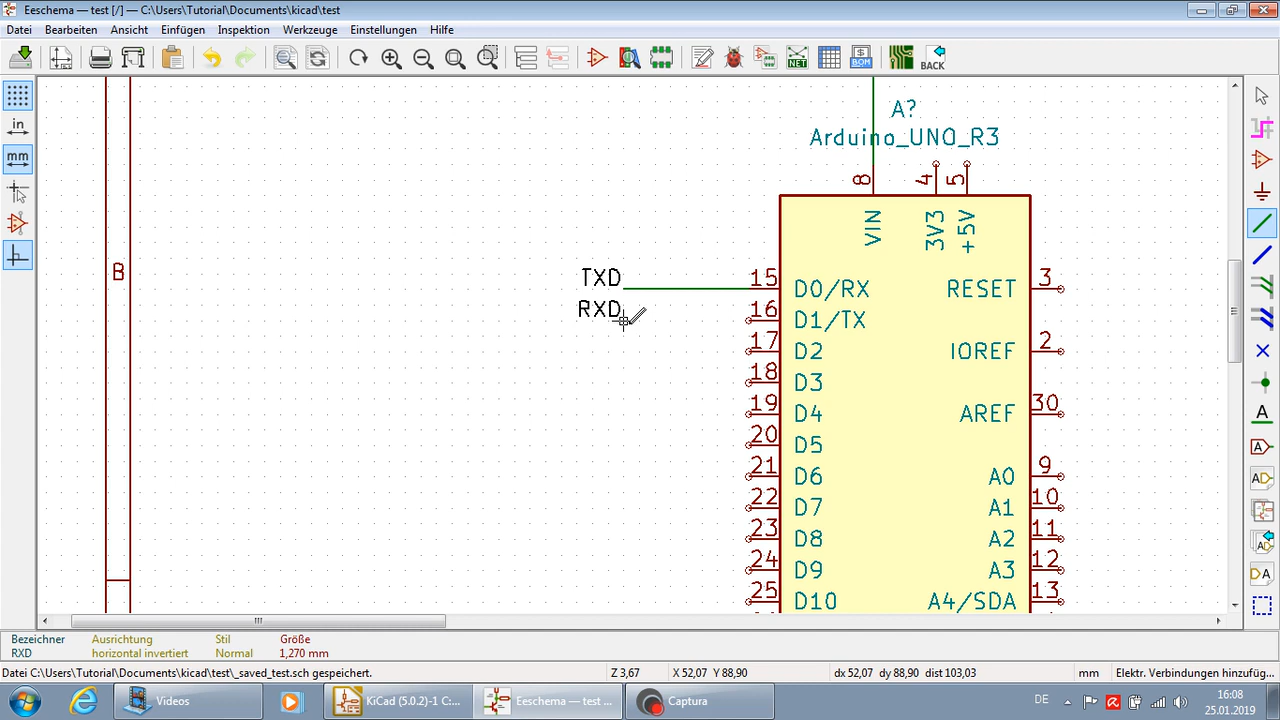 Eeschema — test [/] — C:\Users\Tutorial\Documents\kicad\test
Datei Bearbeiten Ansicht Einfügen Inspektion Werkzeuge Einstellungen Hilfe
NET BOM BACK
in
mm
B
A?
Arduino_UNO_R3
8 4 5
VIN 3V3 +5V
TXD 15 D0/RX RESET 3
RXD 16 D1/TX
17 D2 IOREF 2
18 D3
19 D4 AREF 30
20 D5
21 D6 A0 9
22 D7 A1 10
23 D8 A2 11
24 D9 A3 12
25 D10 A4/SDA 13
A
A
AD
AD
DA
Bezeichner Ausrichtung Stil Größe
RXD horizontal invertiert Normal 1,270 mm
Datei C:\Users\Tutorial\Documents\kicad\test\_saved_test.sch gespeichert. Z 3,67 X 52,07 Y 88,90 dx 52,07 dy 88,90 dist 103,03 mm Elektr. Verbindungen hinzufüg...
Videos KiCad (5.0.2)-1 C:... Eeschema — test ... Captura DE 16:08
25.01.2019